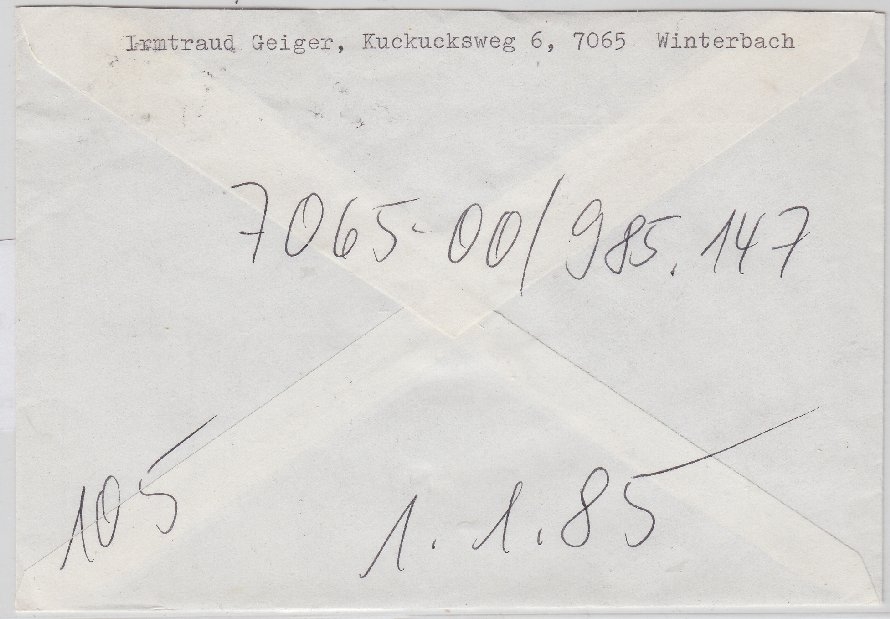 Irmtraud Geiger, Kuckucksweg 6, 7065 Winterbach
7065-00/985.147
105
1.1.85